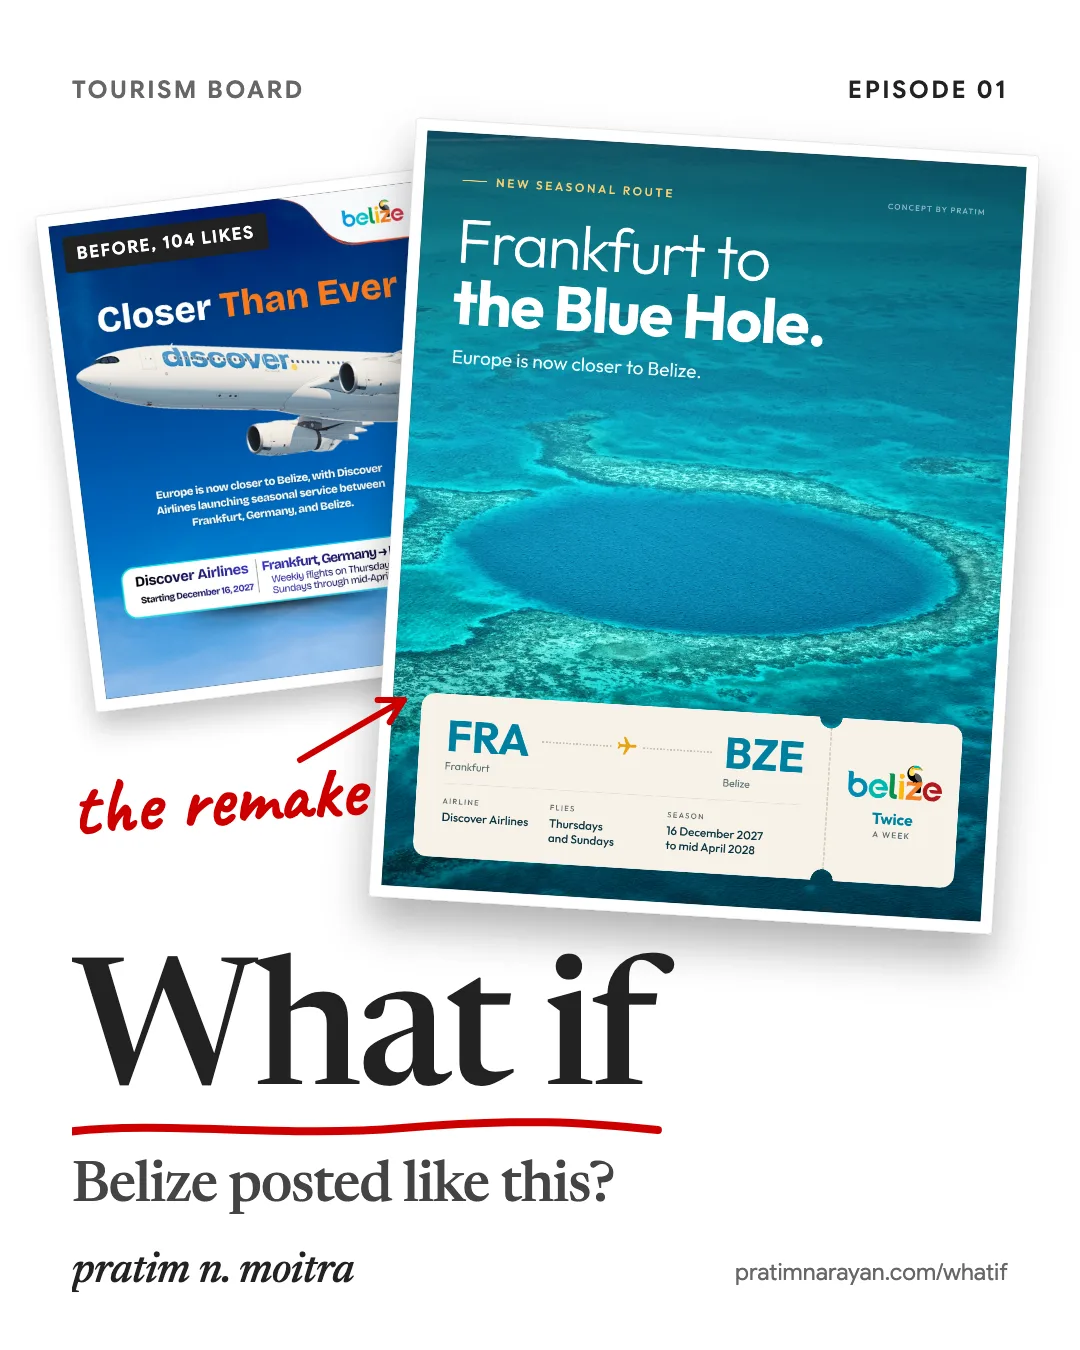 TOURISM BOARD
EPISODE 01
BEFORE, 104 LIKES
belize
Closer Than Ever
discover
Europe is now closer to Belize, with Discover
Airlines launching seasonal service between
Frankfurt, Germany, and Belize.
Discover Airlines
Starting December 16, 2027
Frankfurt, Germany →
Weekly flights on Thursday
Sundays through mid-April
NEW SEASONAL ROUTE
CONCEPT BY PRATIM
Frankfurt to
the Blue Hole.
Europe is now closer to Belize.
FRA
Frankfurt
BZE
Belize
AIRLINE
Discover Airlines
FLIES
Thursdays
and Sundays
SEASON
16 December 2027
to mid April 2028
belize
Twice
A WEEK
the remake
What if
Belize posted like this?
pratim n. moitra
pratimnarayan.com/whatif